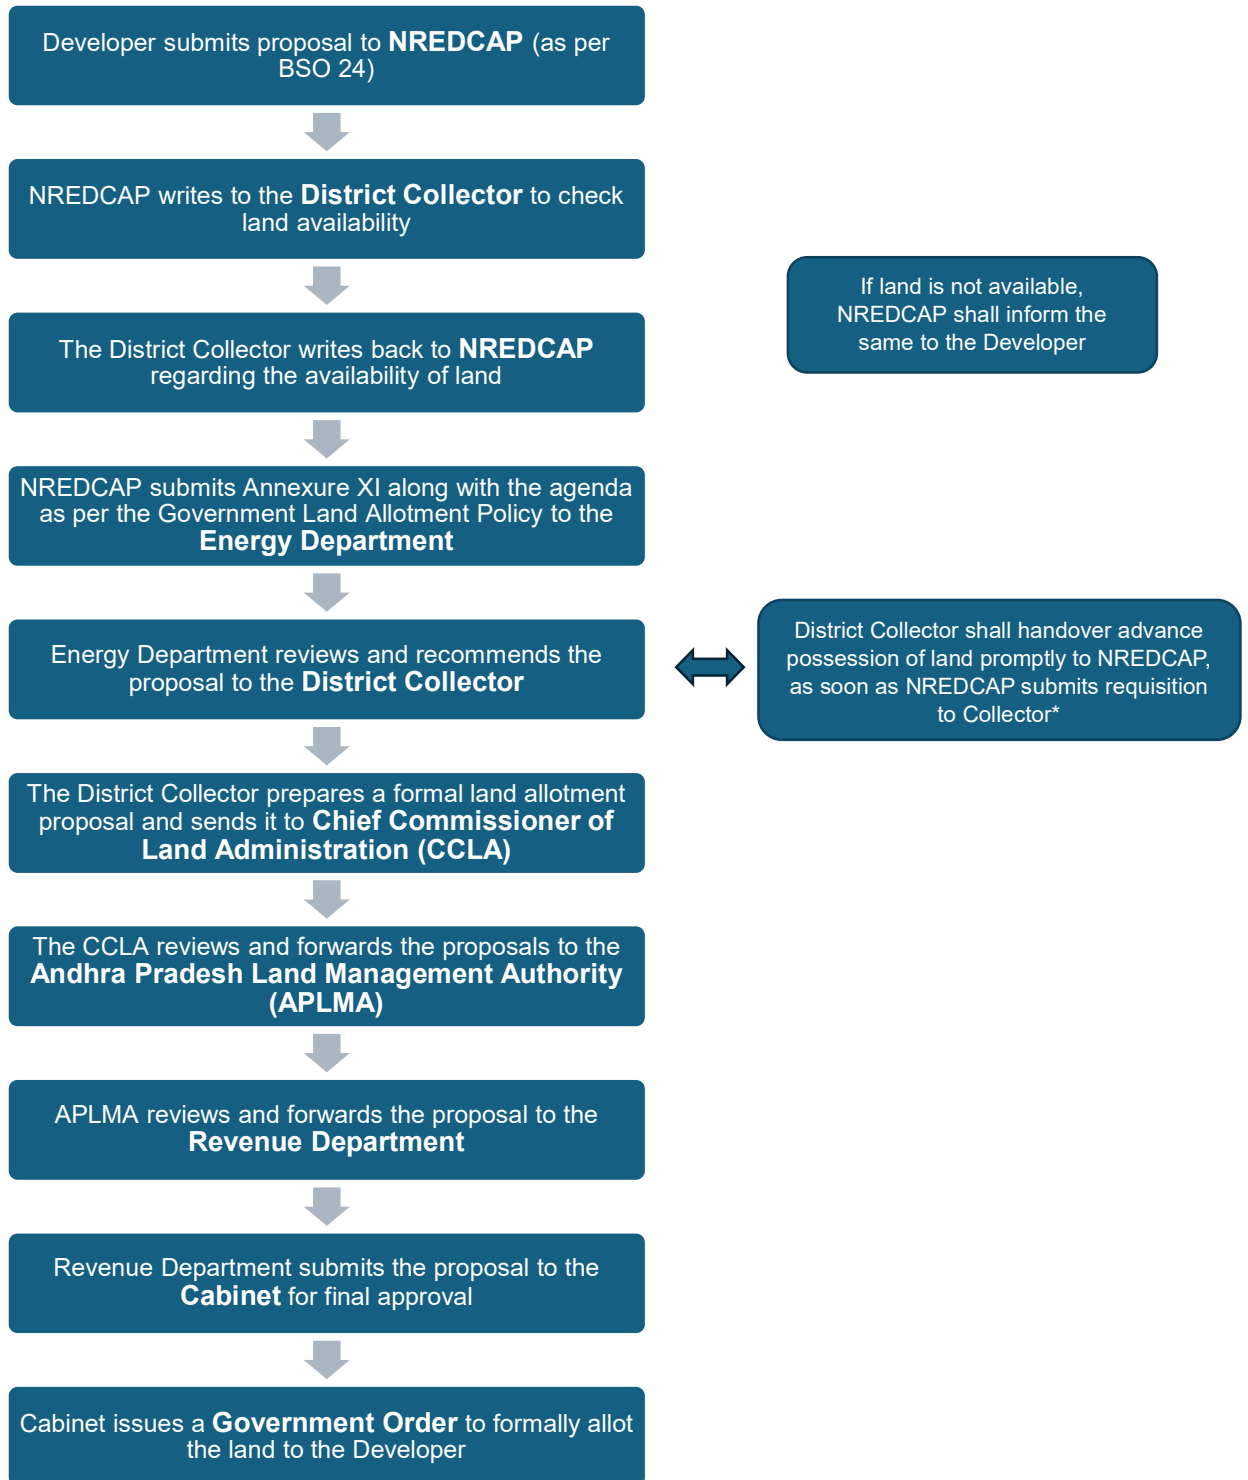 Developer submits proposal to NREDCAP (as per
BSO 24)
NREDCAP writes to the District Collector to check
land availability
The District Collector writes back to NREDCAP
regarding the availability of land
If land is not available,
NREDCAP shall inform the
same to the Developer
NREDCAP submits Annexure XI along with the agenda
as per the Government Land Allotment Policy to the
Energy Department
Energy Department reviews and recommends the
proposal to the District Collector
District Collector shall handover advance
possession of land promptly to NREDCAP,
as soon as NREDCAP submits requisition
to Collector*
The District Collector prepares a formal land allotment
proposal and sends it to Chief Commissioner of
Land Administration (CCLA)
The CCLA reviews and forwards the proposals to the
Andhra Pradesh Land Management Authority
(APLMA)
APLMA reviews and forwards the proposal to the
Revenue Department
Revenue Department submits the proposal to the
Cabinet for final approval
Cabinet issues a Government Order to formally allot
the land to the Developer